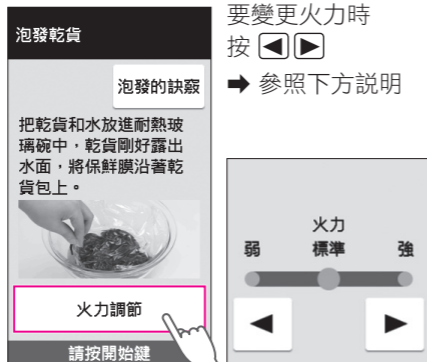 泡發乾貨
泡發的訣竅
把乾貨和水放進耐熱玻
璃碗中，乾貨剛好露出
水面，將保鮮膜沿著乾
貨包上。
火力調節
請按開始鍵
要變更火力時
按 ◀ ▶
➡ 參照下方説明
火力
弱 標準 強
◀ ▶